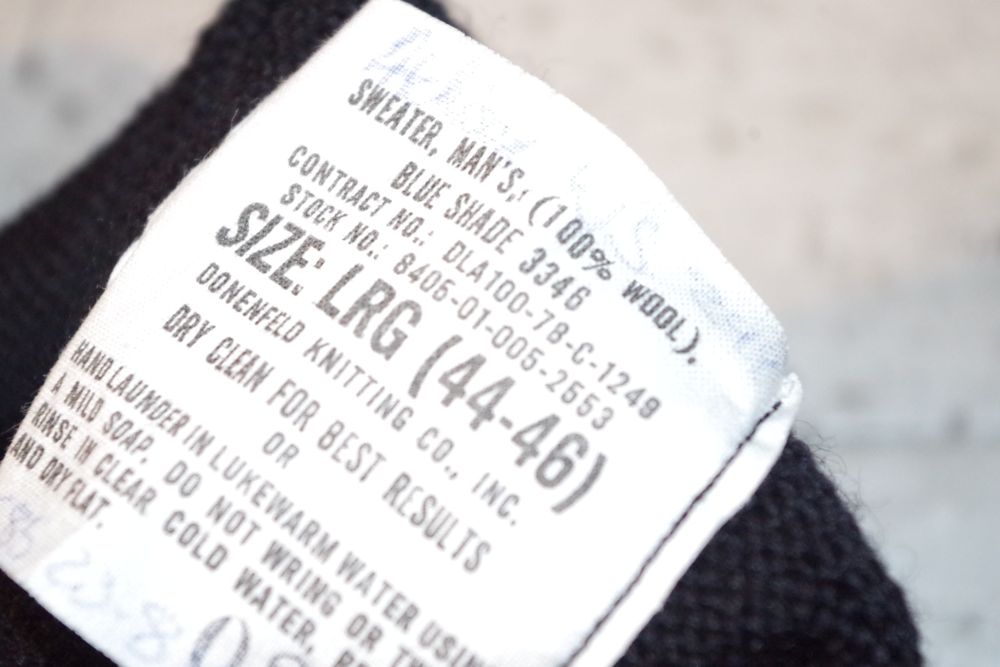 SWEATER, MAN'S, (100% WOOL),
BLUE SHADE 3346
CONTRACT NO.: DLA100-78-C-1249
STOCK NO.: 8405-01-005-2553
SIZE: LRG (44-46)
DONENFELD KNITTING CO., INC.
DRY CLEAN FOR BEST RESULTS
OR
HAND LAUNDER IN LUKEWARM WATER USIN
A MILD SOAP. DO NOT WRING OR
RINSE IN CLEAR COLD WATER.
AND DRY FLAT.